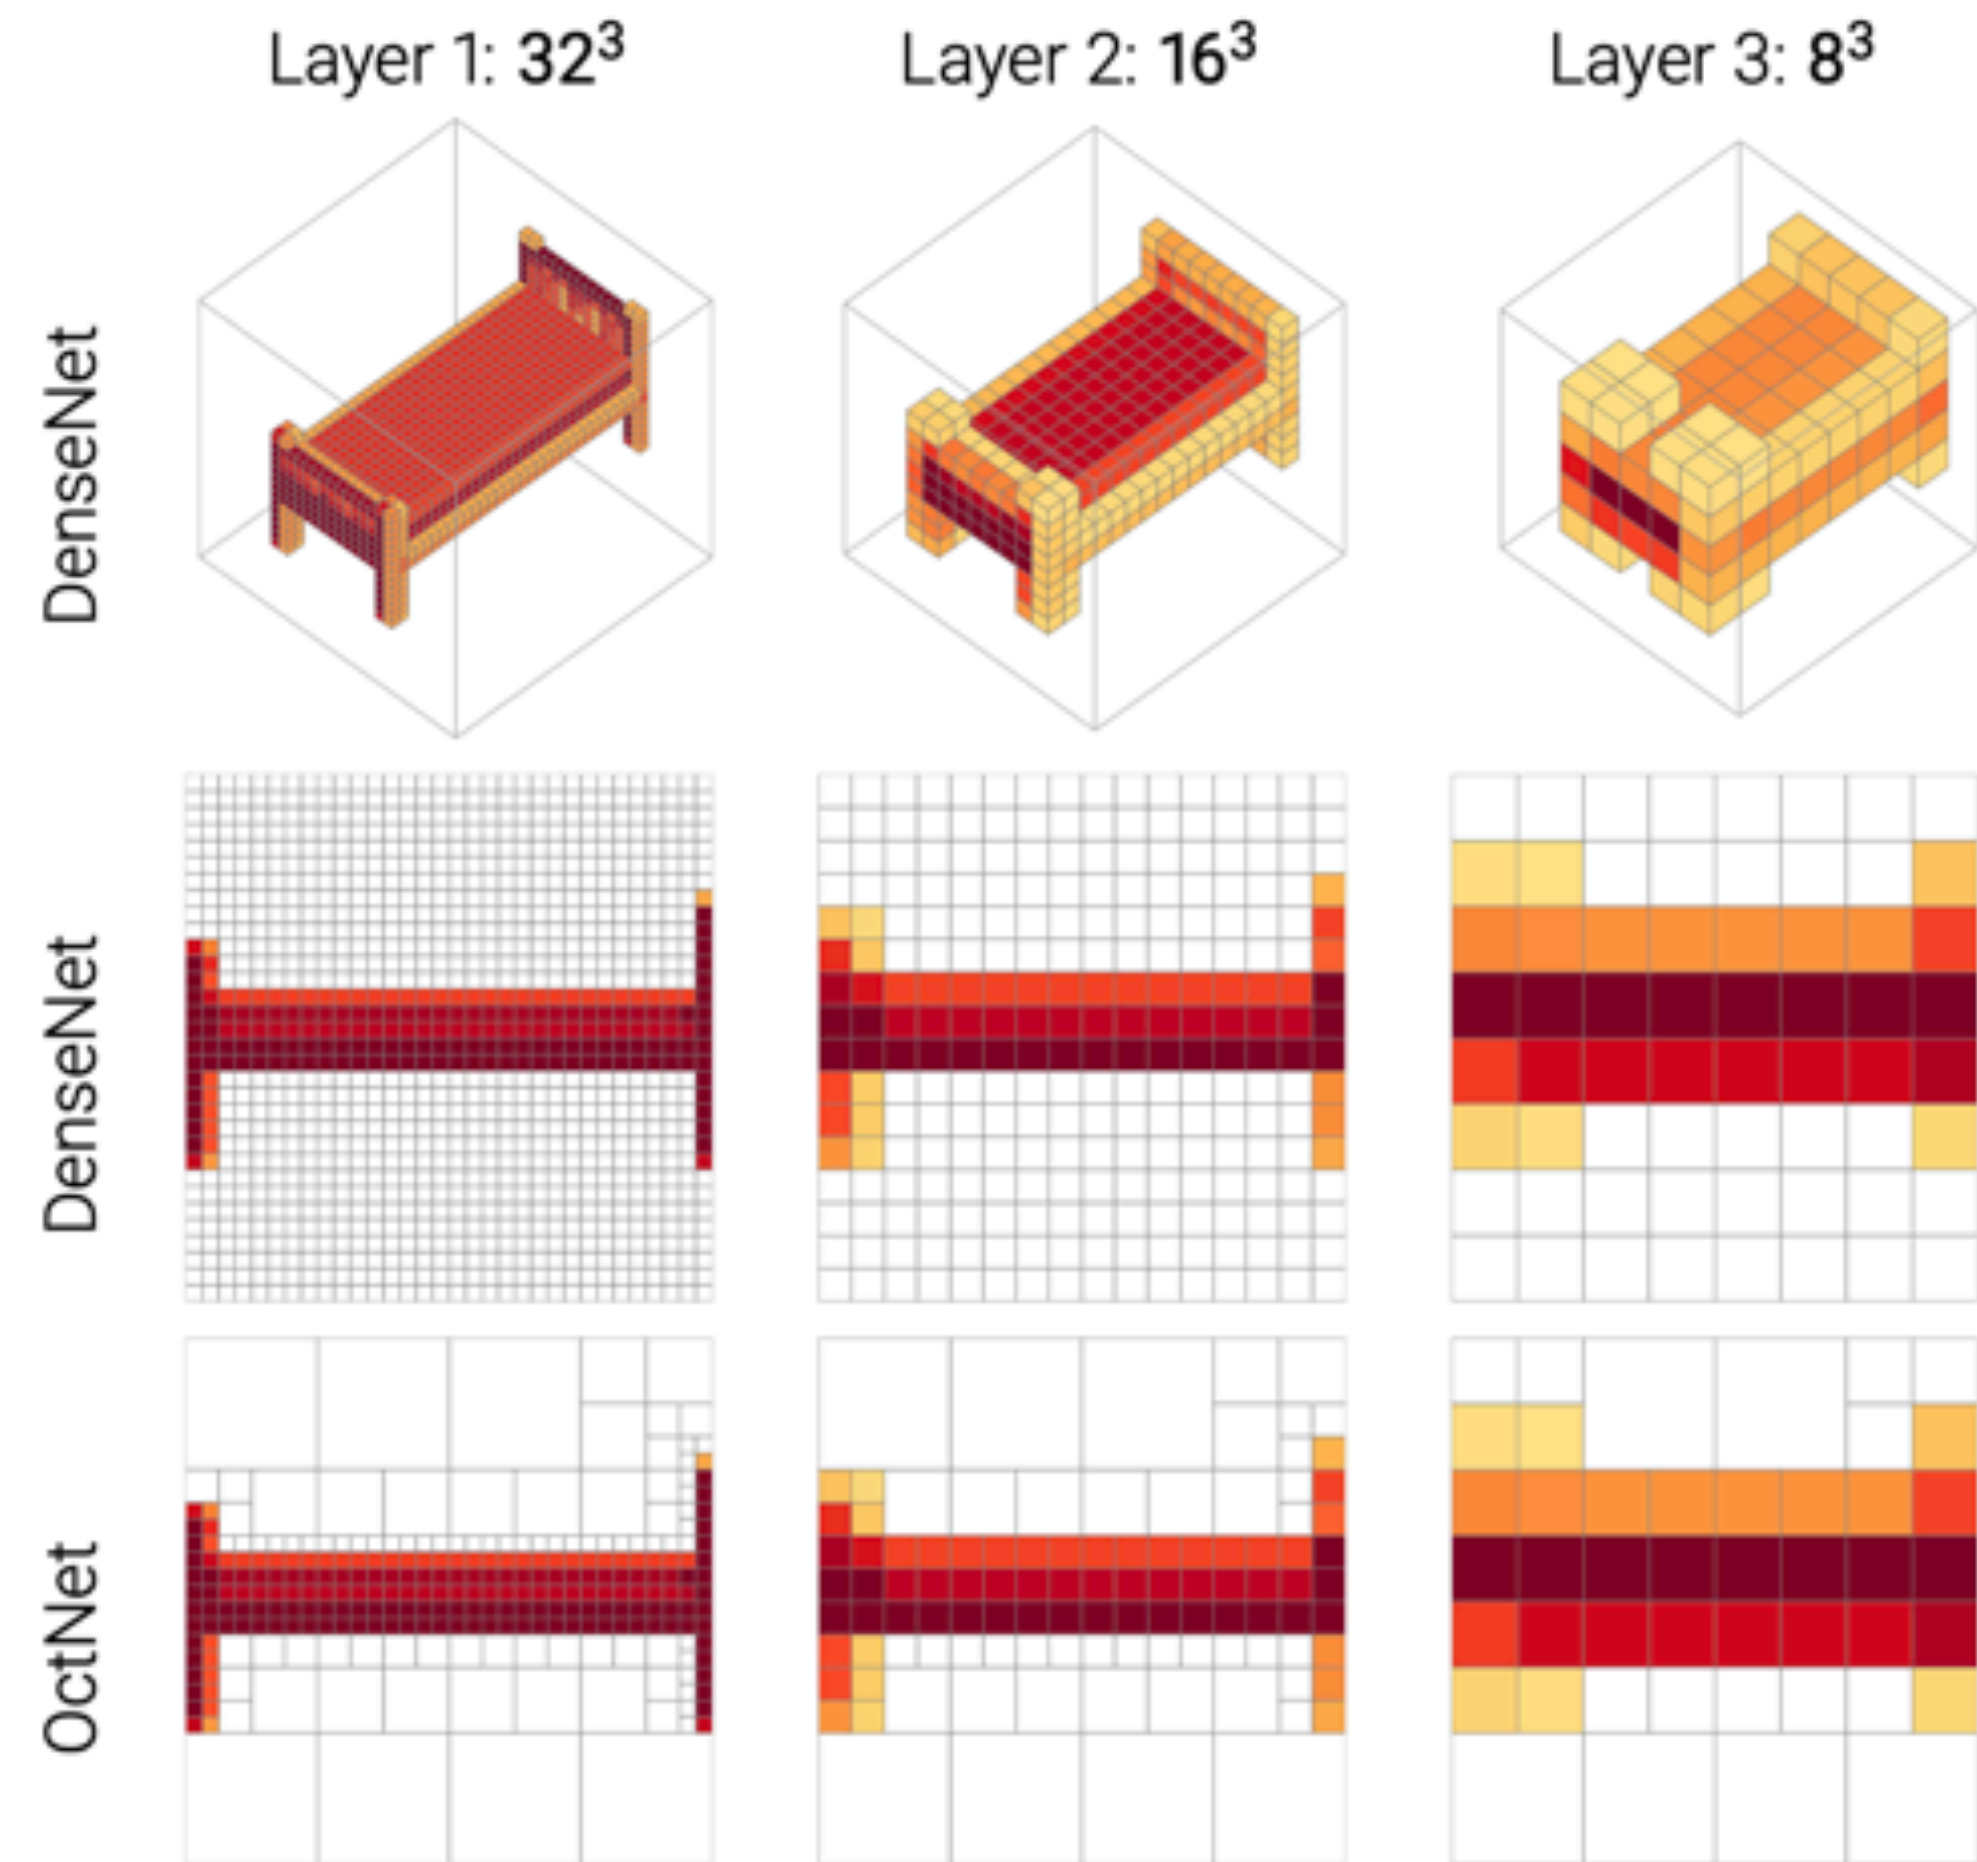 Layer 1: 32³
Layer 2: 16³
Layer 3: 8³
DenseNet
DenseNet
OctNet